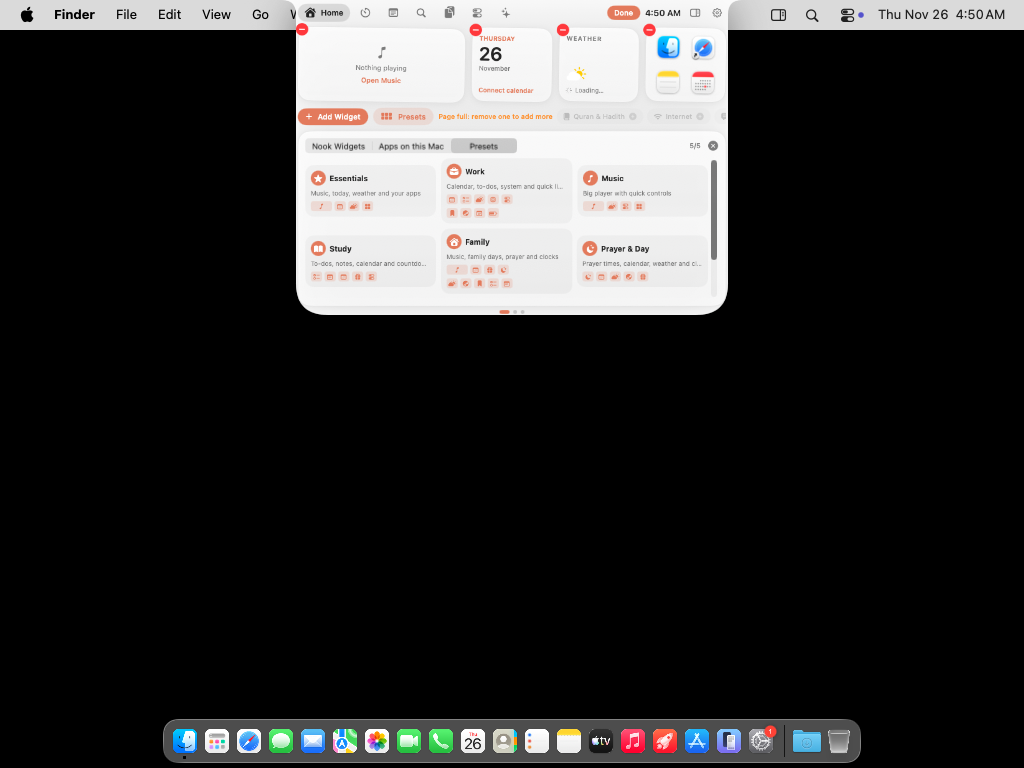 Finder File Edit View Go
Home
Done 4:50 AM
Thu Nov 26 4:50 AM
Nothing playing
Open Music
THURSDAY
26
November
Connect calendar
WEATHER
Loading...
Add Widget
Presets
Page full: remove one to add more
Quran & Hadith
Internet
Nook Widgets
Apps on this Mac
Presets
5/5
Essentials
Music, today, weather and your apps
Work
Calendar, to-dos, system and quick li...
Music
Big player with quick controls
Study
To-dos, notes, calendar and countdo...
Family
Music, family days, prayer and clocks
Prayer & Day
Prayer times, calendar, weather and cl...
Thu
26
tv
1